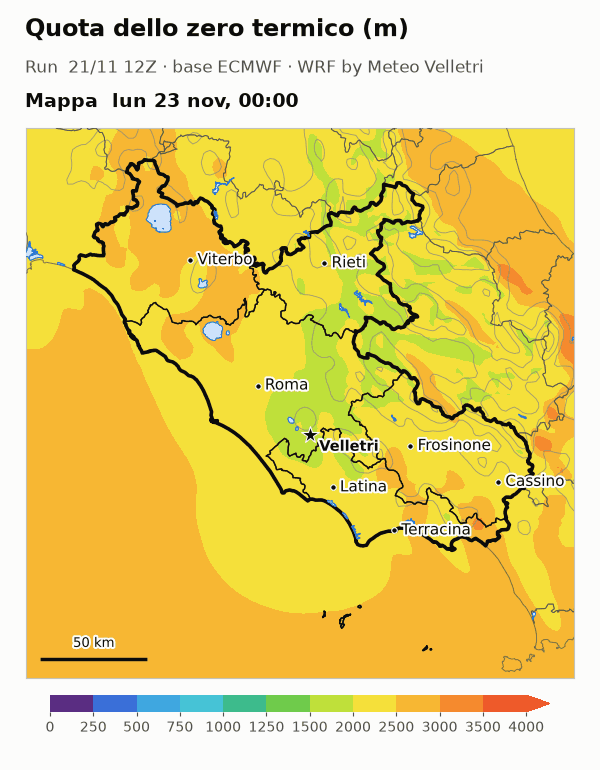 Quota dello zero termico (m)
Run 21/11 12Z · base ECMWF · WRF by Meteo Velletri
Mappa lun 23 nov, 00:00
Viterbo
Rieti
Roma
Velletri
Frosinone
Latina
Cassino
Terracina
50 km
0 250 500 750 1000 1250 1500 2000 2500 3000 3500 4000